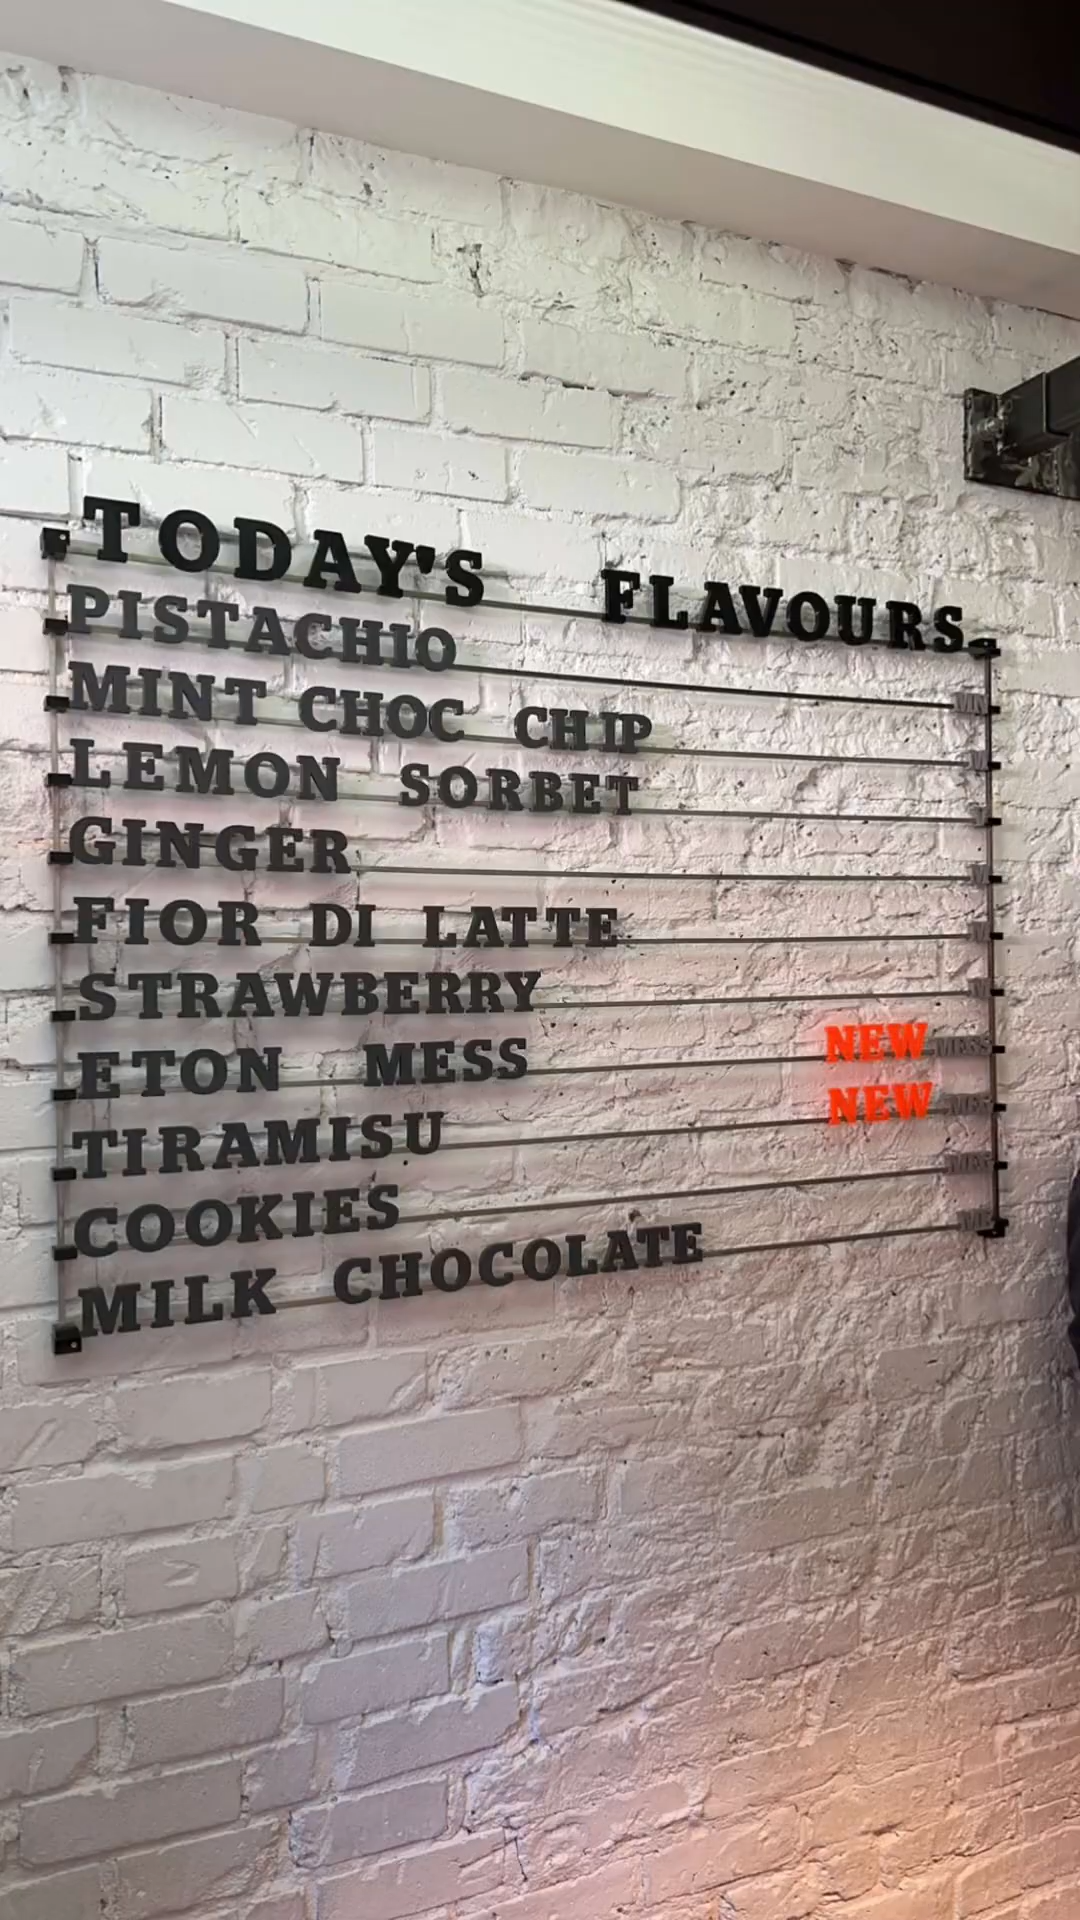 TODAY'S FLAVOURS
PISTACHIO
MINT CHOC CHIP
LEMON SORBET
GINGER
FIOR DI LATTE
STRAWBERRY
ETON MESS NEW
TIRAMISU NEW
COOKIES
MILK CHOCOLATE